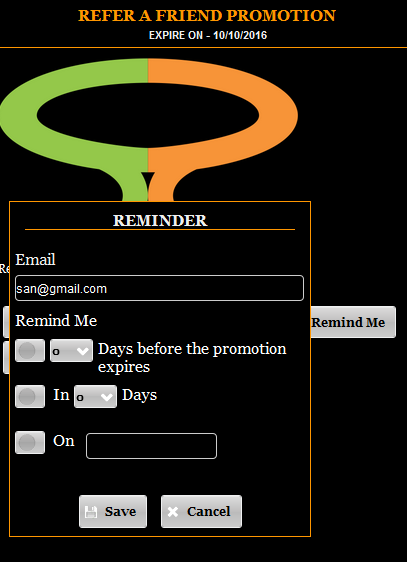 REFER A FRIEND PROMOTION
EXPIRE ON - 10/10/2016
REMINDER
Email
Re
san@gmail.com
Remind Me
Remind Me
0 Days before the promotion
expires
In 0 Days
On
Save Cancel